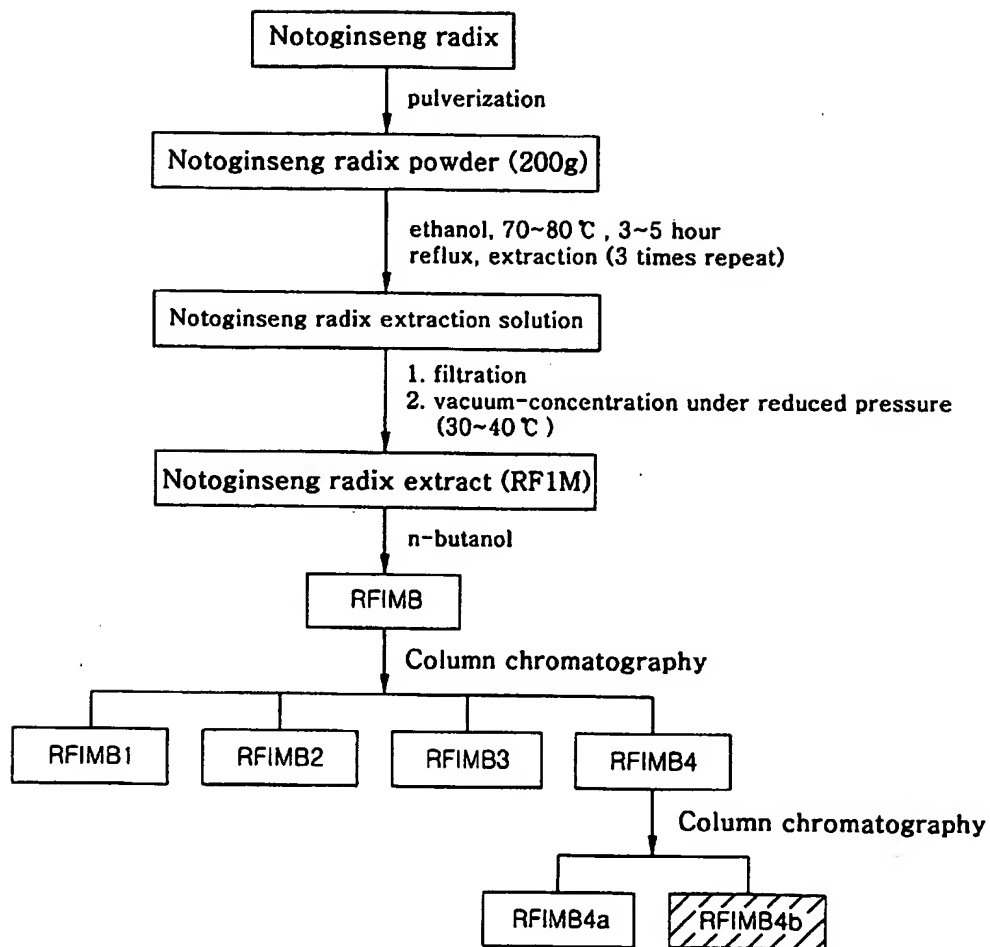 Notoginseng radix
pulverization
Notoginseng radix powder (200g)
ethanol, 70~80℃, 3~5 hour
reflux, extraction (3 times repeat)
Notoginseng radix extraction solution
1. filtration
2. vacuum-concentration under reduced pressure
(30~40℃)
Notoginseng radix extract (RF1M)
n-butanol
RFIMB
Column chromatography
RFIMB1
RFIMB2
RFIMB3
RFIMB4
Column chromatography
RFIMB4a
RFIMB4b